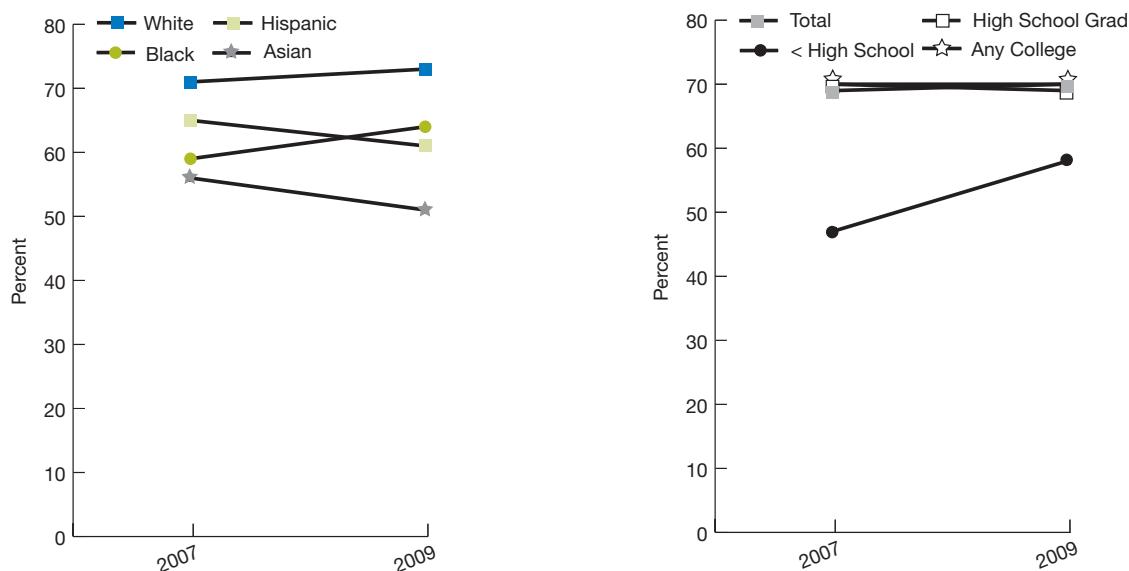 White
Hispanic
Black
Asian
80
70
60
50
40
30
20
10
0
Percent
2007
2009
Total
High School Grad
< High School
Any College
80
70
60
50
40
30
20
10
0
Percent
2007
2009